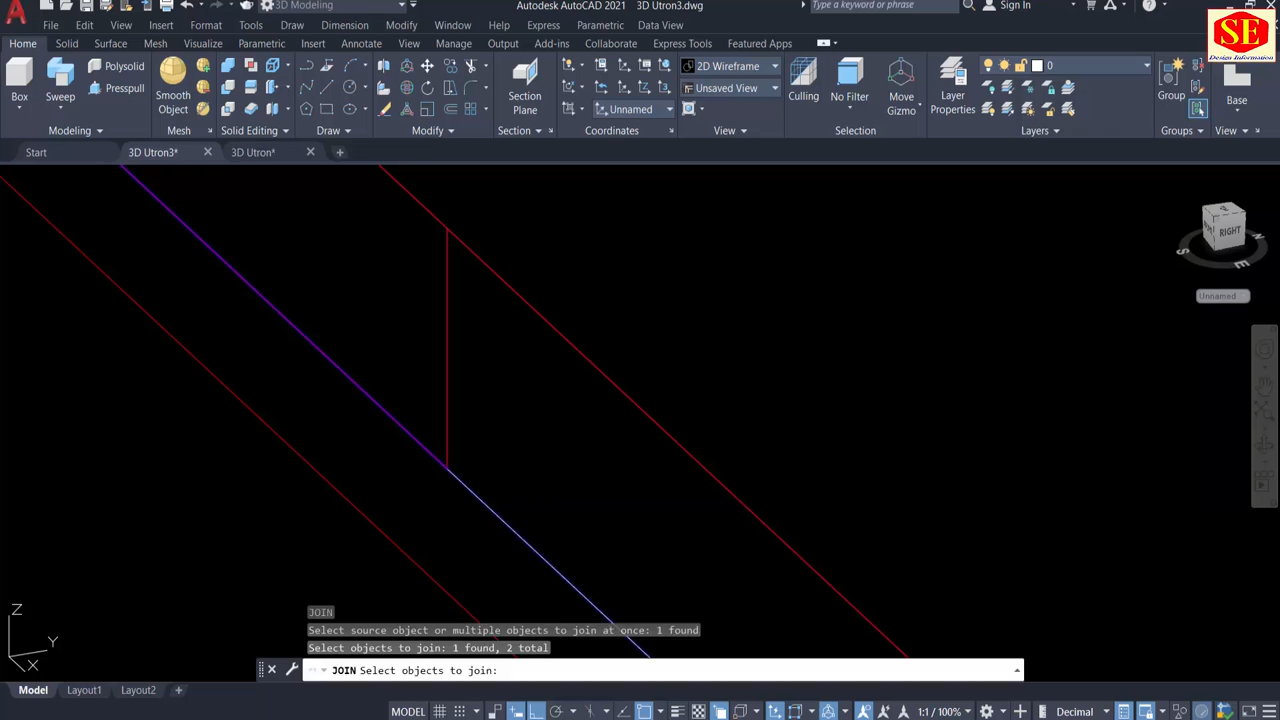 Autodesk AutoCAD 2021 3D Utron3.dwg
3D Modeling
Type a keyword or phrase
Sign In
File Edit View Insert Format Tools Draw Dimension Modify Window Help Express Parametric Data View
Home Solid Surface Mesh Visualize Parametric Insert Annotate View Manage Output Add-ins Collaborate Express Tools Featured Apps
SE
Design Information
Box
Sweep
Polysolid
Presspull
Smooth
Object
Section
Plane
Unnamed
2D Wireframe
Unsaved View
Culling
No Filter
Move
Gizmo
Layer
Properties
0
Group
Base
Modeling Mesh Solid Editing Draw Modify Section Coordinates View Selection Layers Groups View
Start 3D Utron3* 3D Utron*
RIGHT
S
E
N
Unnamed
JOIN
Select source object or multiple objects to join at once: 1 found
Select objects to join: 1 found, 2 total
JOIN Select objects to join:
Z
Y
X
Model Layout1 Layout2
MODEL 1:1 / 100% Decimal